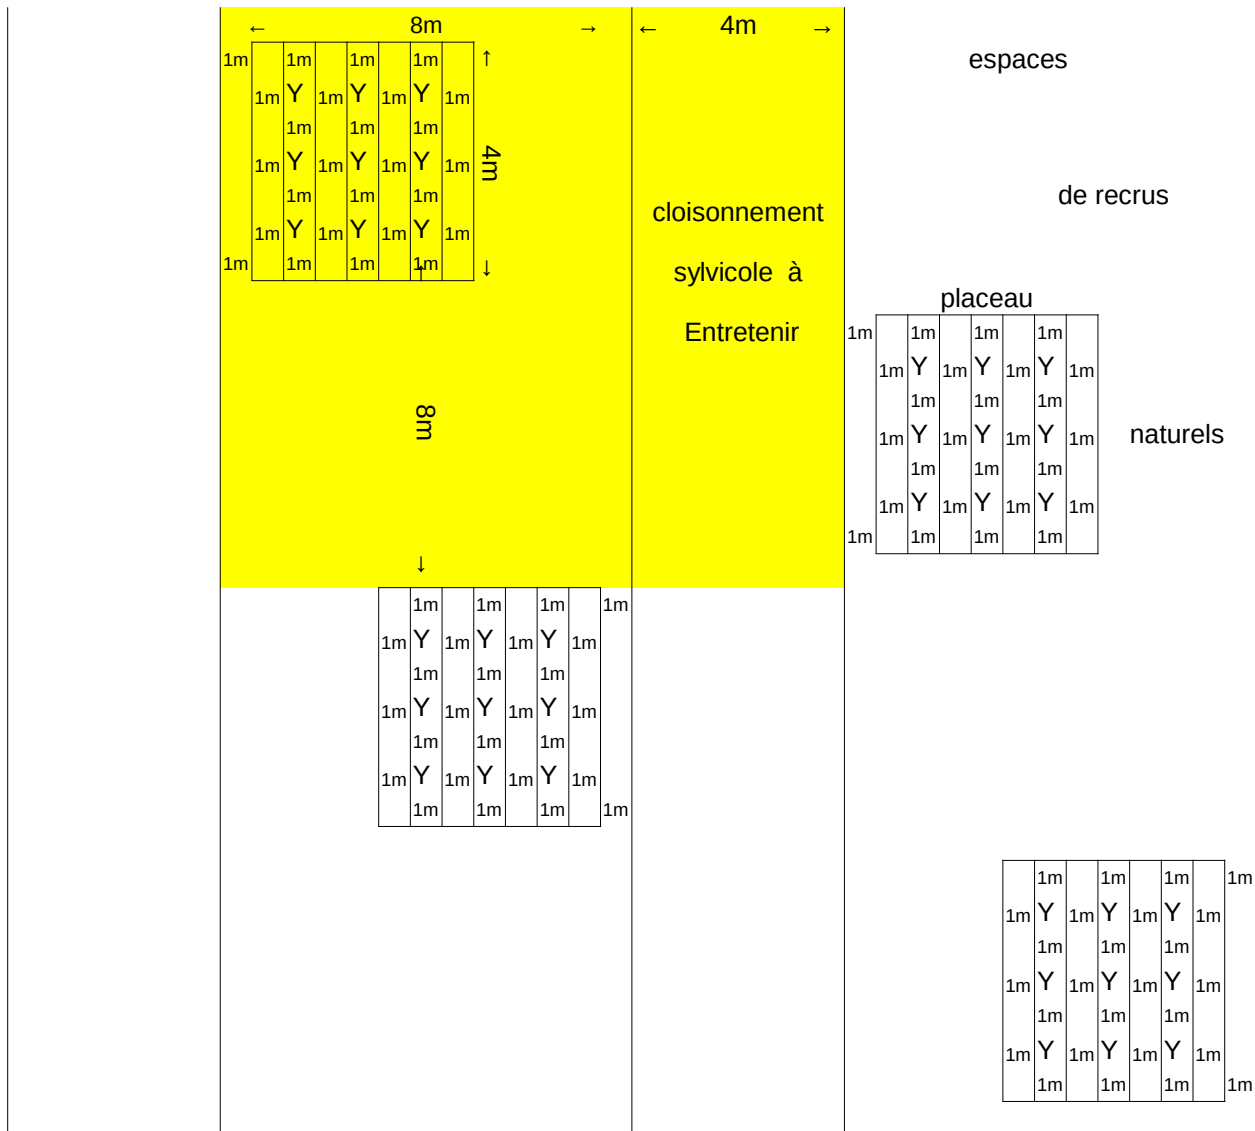 ← 8m → ← 4m →
1m 1m 1m 1m ↑ espaces
1m Y 1m Y 1m Y 1m
1m 1m 1m
1m Y 1m Y 1m Y 1m 4m
1m 1m 1m de recrus
cloisonnement
1m Y 1m Y 1m Y 1m
1m 1m 1m 1m ↓ sylvicole à
↑
placeau
Entretenir 1m 1m 1m 1m
1m Y 1m Y 1m Y 1m
1m 1m 1m
8m
1m Y 1m Y 1m Y 1m naturels
1m 1m 1m
1m Y 1m Y 1m Y 1m
1m 1m 1m 1m
↓
1m 1m 1m 1m
1m Y 1m Y 1m Y 1m
1m 1m 1m
1m Y 1m Y 1m Y 1m
1m 1m 1m
1m Y 1m Y 1m Y 1m
1m 1m 1m 1m
1m 1m 1m 1m
1m Y 1m Y 1m Y 1m
1m 1m 1m
1m Y 1m Y 1m Y 1m
1m 1m 1m
1m Y 1m Y 1m Y 1m
1m 1m 1m 1m